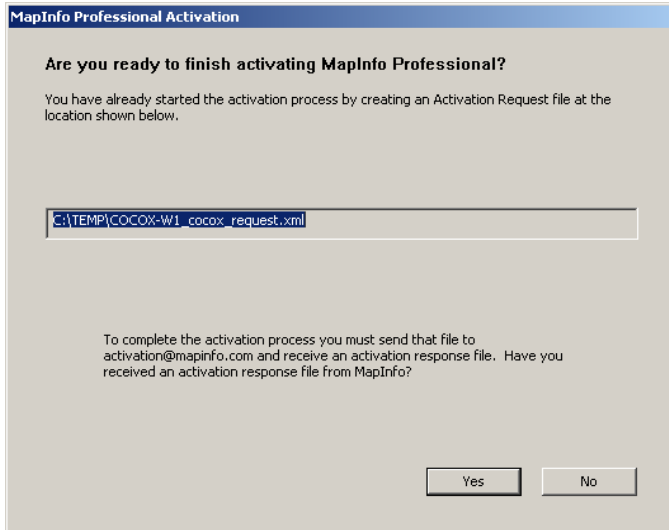 MapInfo Professional Activation
Are you ready to finish activating MapInfo Professional?
You have already started the activation process by creating an Activation Request file at the
location shown below.
C:\TEMP\COCOX-W1_cocox_request.xml
To complete the activation process you must send that file to
activation@mapinfo.com and receive an activation response file.  Have you
received an activation response file from MapInfo?
Yes
No